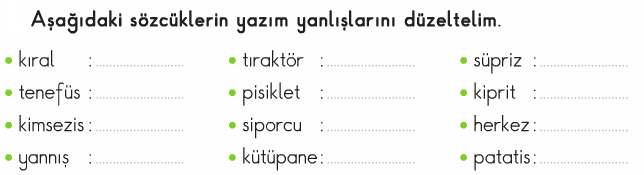 Aşağıdaki sözcüklerin yazım yanlışlarını düzeltelim.
• kıral : .................... • tıraktör : .................... • süpriz : ....................
• tenefüs : .................... • pisiklet : .................... • kiprit : ....................
• kimsezis : .................... • siporcu : .................... • herkez : ....................
• yannış : .................... • kütüpane : .................... • patatis : ....................